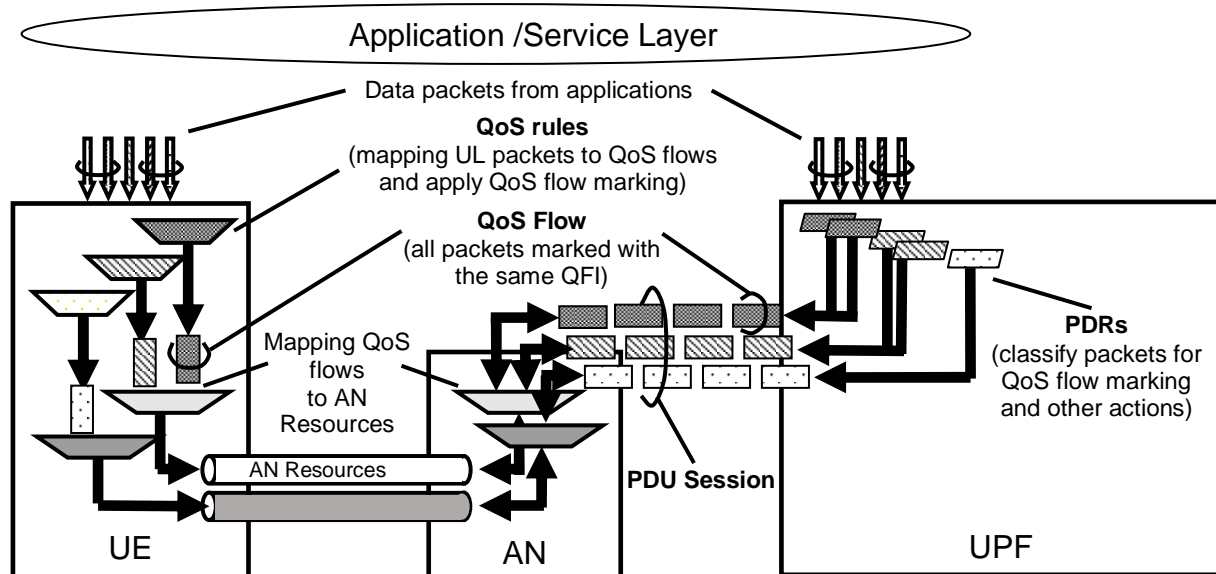 Application /Service Layer
Data packets from applications
QoS rules
(mapping UL packets to QoS flows
and apply QoS flow marking)
QoS Flow
(all packets marked with
the same QFI)
Mapping QoS
flows
to AN
Resources
PDRs
(classify packets for
QoS flow marking
and other actions)
AN Resources
PDU Session
UE
AN
UPF